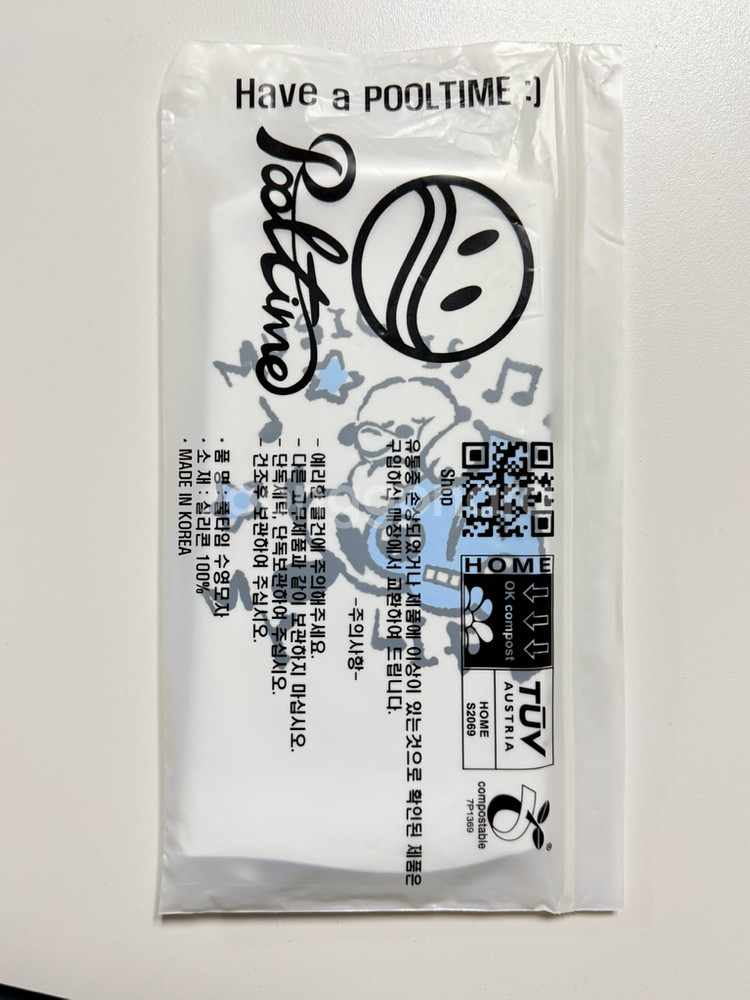 Have a POOLTIME :)
Pooltime
Shop
HOME
OK compost
TÜV
AUSTRIA
HOME
S2069
compostable
7P1369
®
유통중 손상되었거나 제품에 이상이 있는것으로 확인된 제품은
구입하신 매장에서 교환하여 드립니다.
-주의사항-
- 예리한 물건에 주의해주세요.
- 다른 고무제품과 같이 보관하지 마십시오.
- 단독세탁, 단독보관하여 주십시오.
- 건조후 보관하여 주십시오.
· 품 명 : 풀타임 수영모자
· 소 재 : 실리콘 100%
· MADE IN KOREA